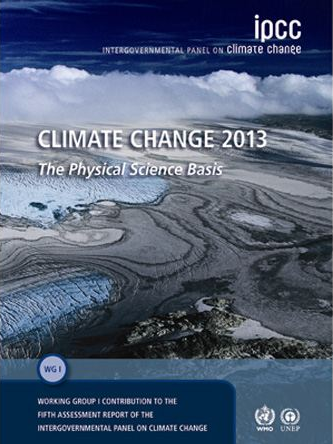 ipcc
INTERGOVERNMENTAL PANEL ON climate change
CLIMATE CHANGE 2013
The Physical Science Basis
WG I
WORKING GROUP I CONTRIBUTION TO THE
FIFTH ASSESSMENT REPORT OF THE
INTERGOVERNMENTAL PANEL ON CLIMATE CHANGE
WMO
UNEP